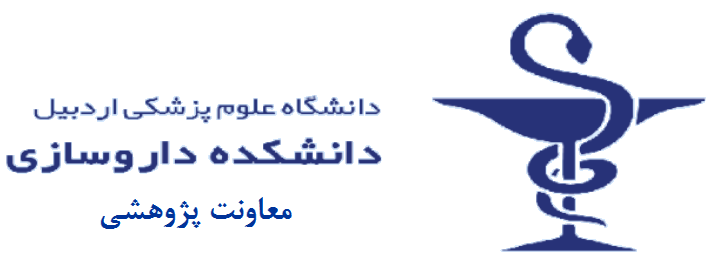 دانشگاه علوم پزشکی اردبیل
دانشکده داروسازی
معاونت پژوهشی